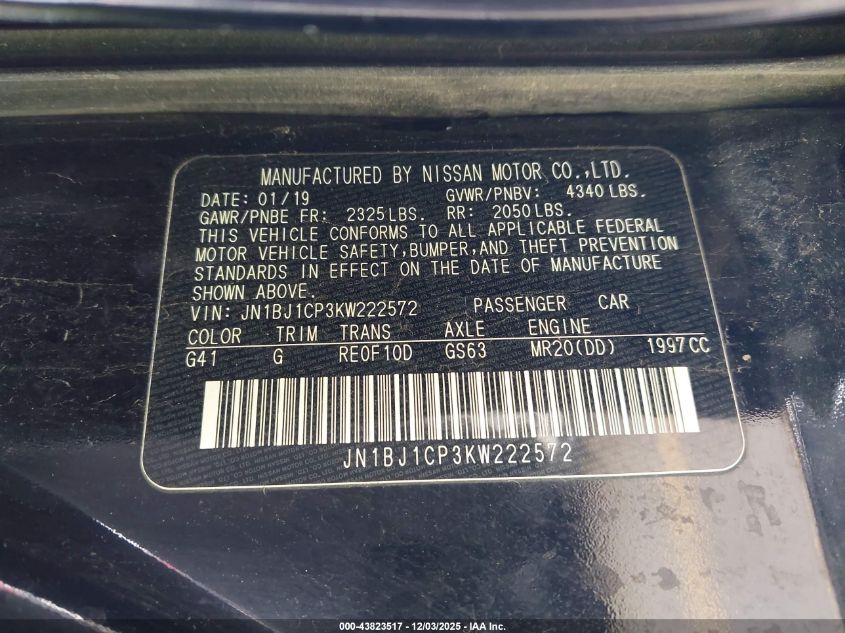 MANUFACTURED BY NISSAN MOTOR CO.,LTD.
DATE: 01/19 GVWR/PNBV: 4340 LBS.
GAWR/PNBE FR: 2325 LBS. RR: 2050 LBS.
THIS VEHICLE CONFORMS TO ALL APPLICABLE FEDERAL
MOTOR VEHICLE SAFETY,BUMPER,AND THEFT PREVENTION
STANDARDS IN EFFECT ON THE DATE OF MANUFACTURE
SHOWN ABOVE.
VIN: JN1BJ1CP3KW222572 PASSENGER CAR
COLOR TRIM TRANS AXLE ENGINE
G41 G RE0F10D GS63 MR20(DD) 1997CC
JN1BJ1CP3KW222572
000-43823517 - 12/03/2025 - IAA Inc.